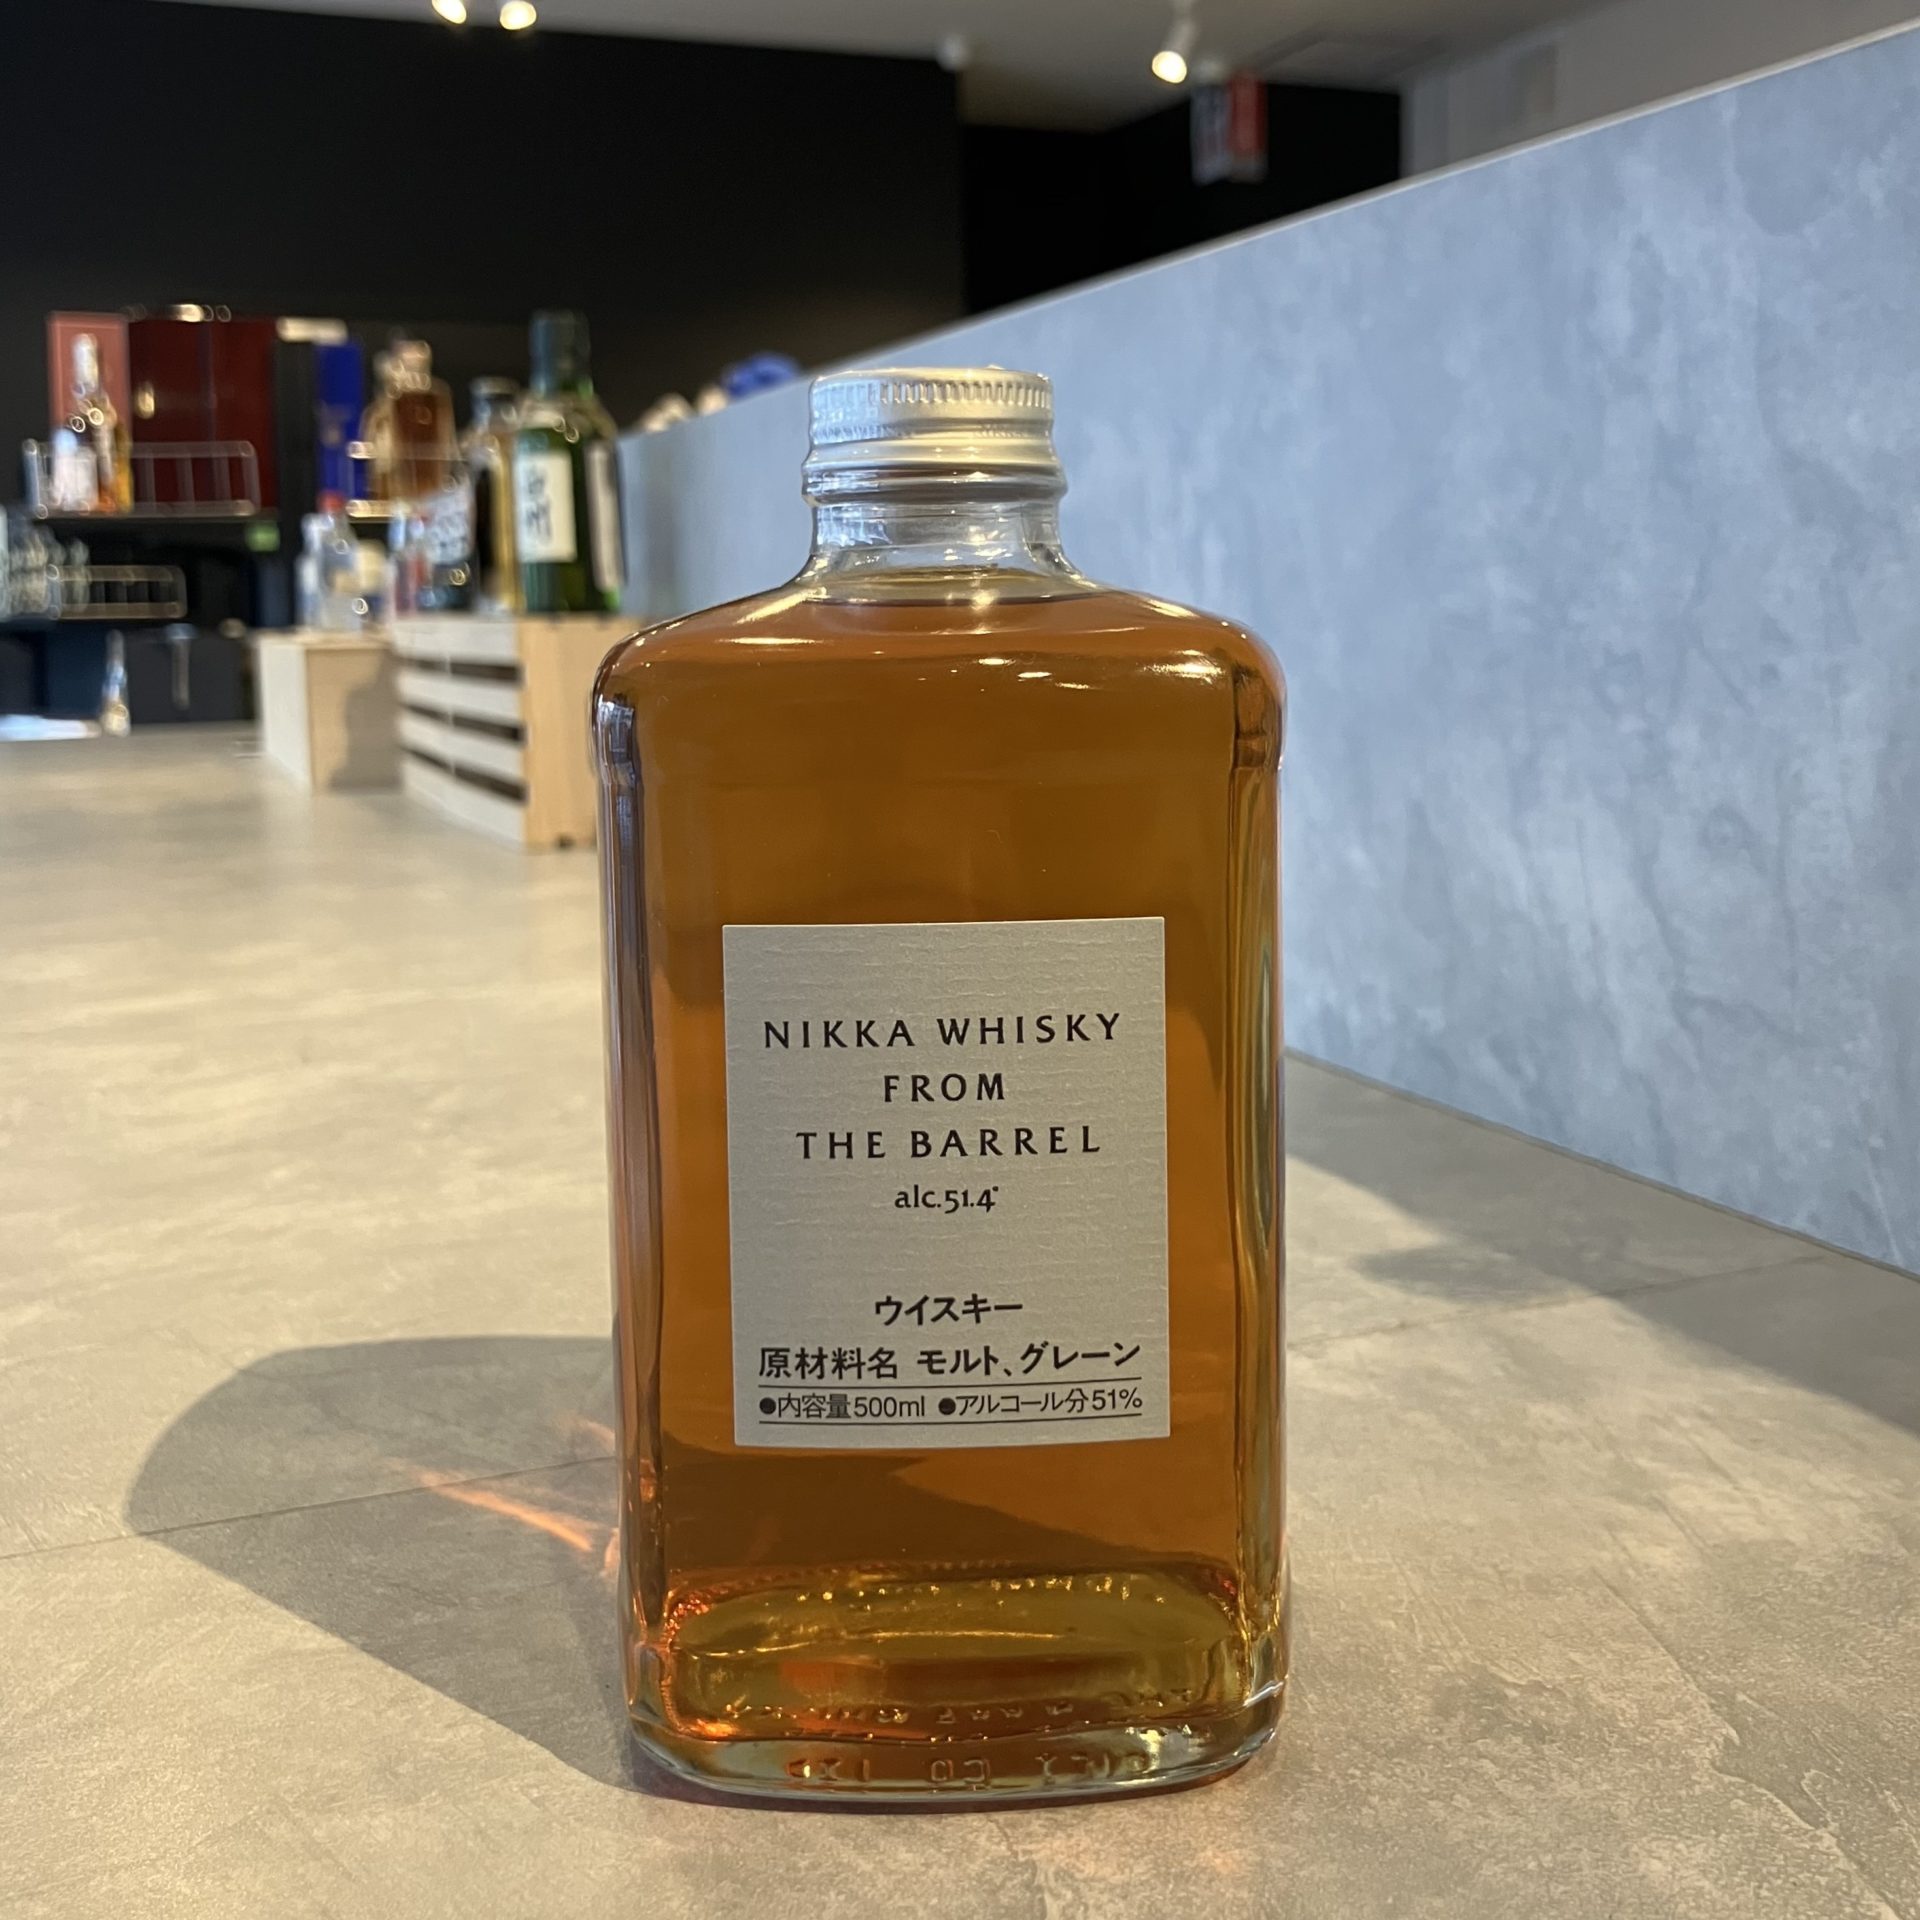 NIKKA WHISKY
FROM
THE BARREL
alc.51.4°
ウイスキー
原材料名 モルト、グレーン
●内容量500ml ●アルコール分51%
白州